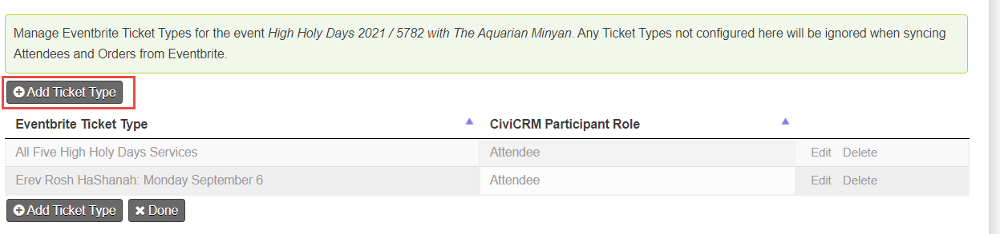 Manage Eventbrite Ticket Types for the event High Holy Days 2021 / 5782 with The Aquarian Minyan. Any Ticket Types not configured here will be ignored when syncing
Attendees and Orders from Eventbrite.
Add Ticket Type
Eventbrite Ticket Type CiviCRM Participant Role
All Five High Holy Days Services Attendee Edit Delete
Erev Rosh HaShanah: Monday September 6 Attendee Edit Delete
Add Ticket Type Done